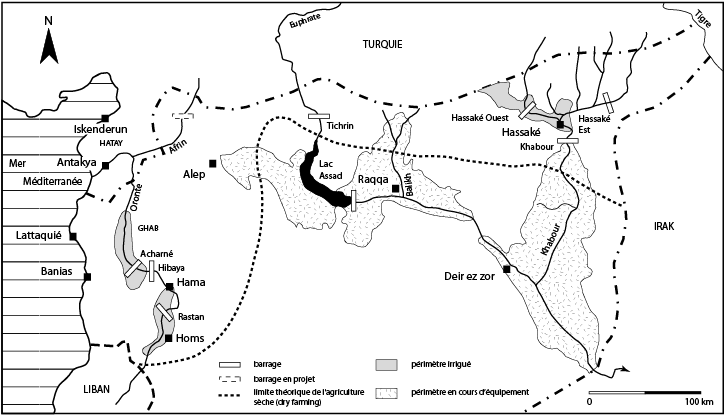 N
Euphrate
TURQUIE
Tigre
Iskenderun
HATAY
Afrin
Tichrin
Hassaké Ouest
Hassaké
Hassaké
Est
Khabour
Mer
Méditerranée
Antakya
Alep
Lac
Assad
Raqqa
Balikh
Oronte
GHAB
IRAK
Lattaquié
Acharné
Hibaya
Khabour
Banias
Hama
Deir ez zor
Rastan
Homs
LIBAN
barrage
barrage en projet
limite théorique de l'agriculture
sèche (dry farming)
périmètre irrigué
périmètre en cours d'équipement
0
100 km